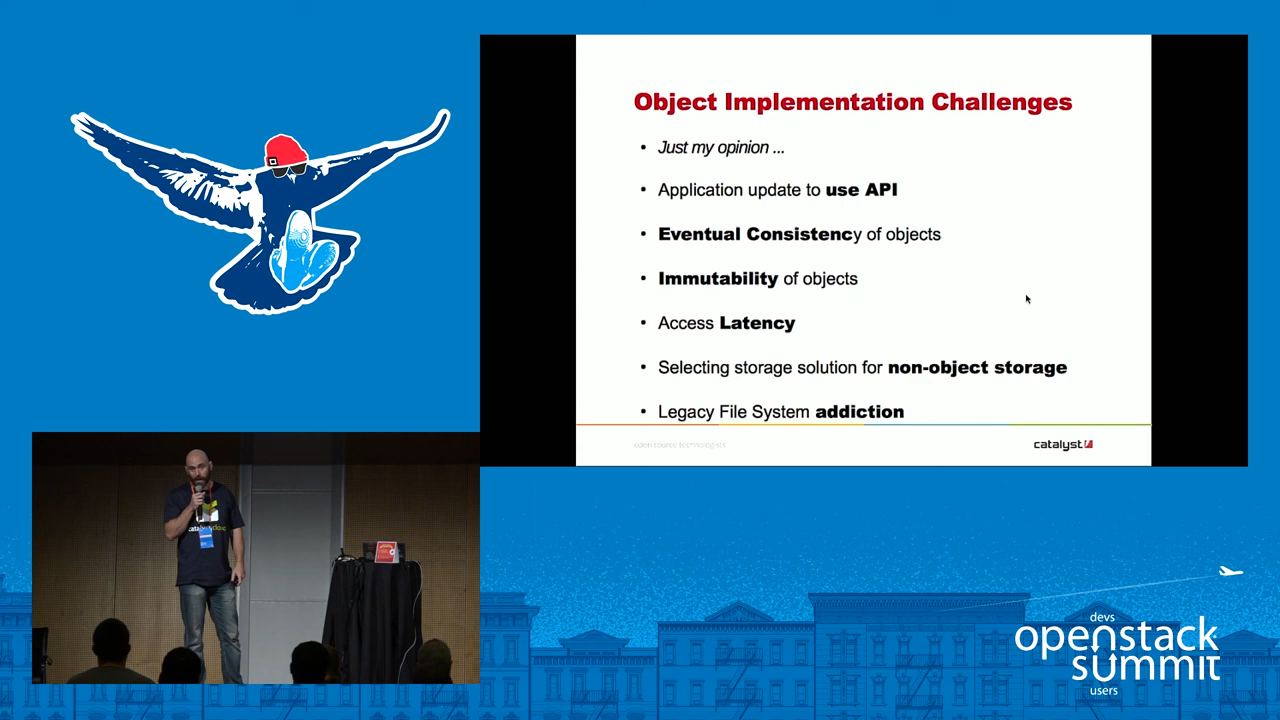 Object Implementation Challenges
• Just my opinion ...
• Application update to use API
• Eventual Consistency of objects
• Immutability of objects
• Access Latency
• Selecting storage solution for non-object storage
• Legacy File System addiction
open source technologists
catalyst
devs
openstack
summit
users